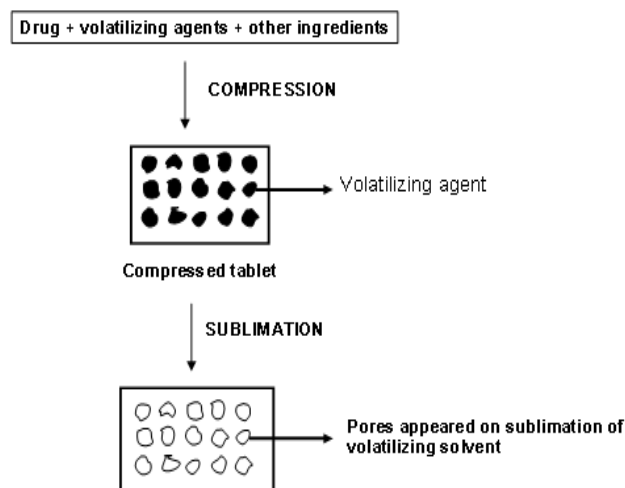 Drug + volatilizing agents + other ingredients
COMPRESSION
Volatilizing agent
Compressed tablet
SUBLIMATION
Pores appeared on sublimation of
volatilizing solvent